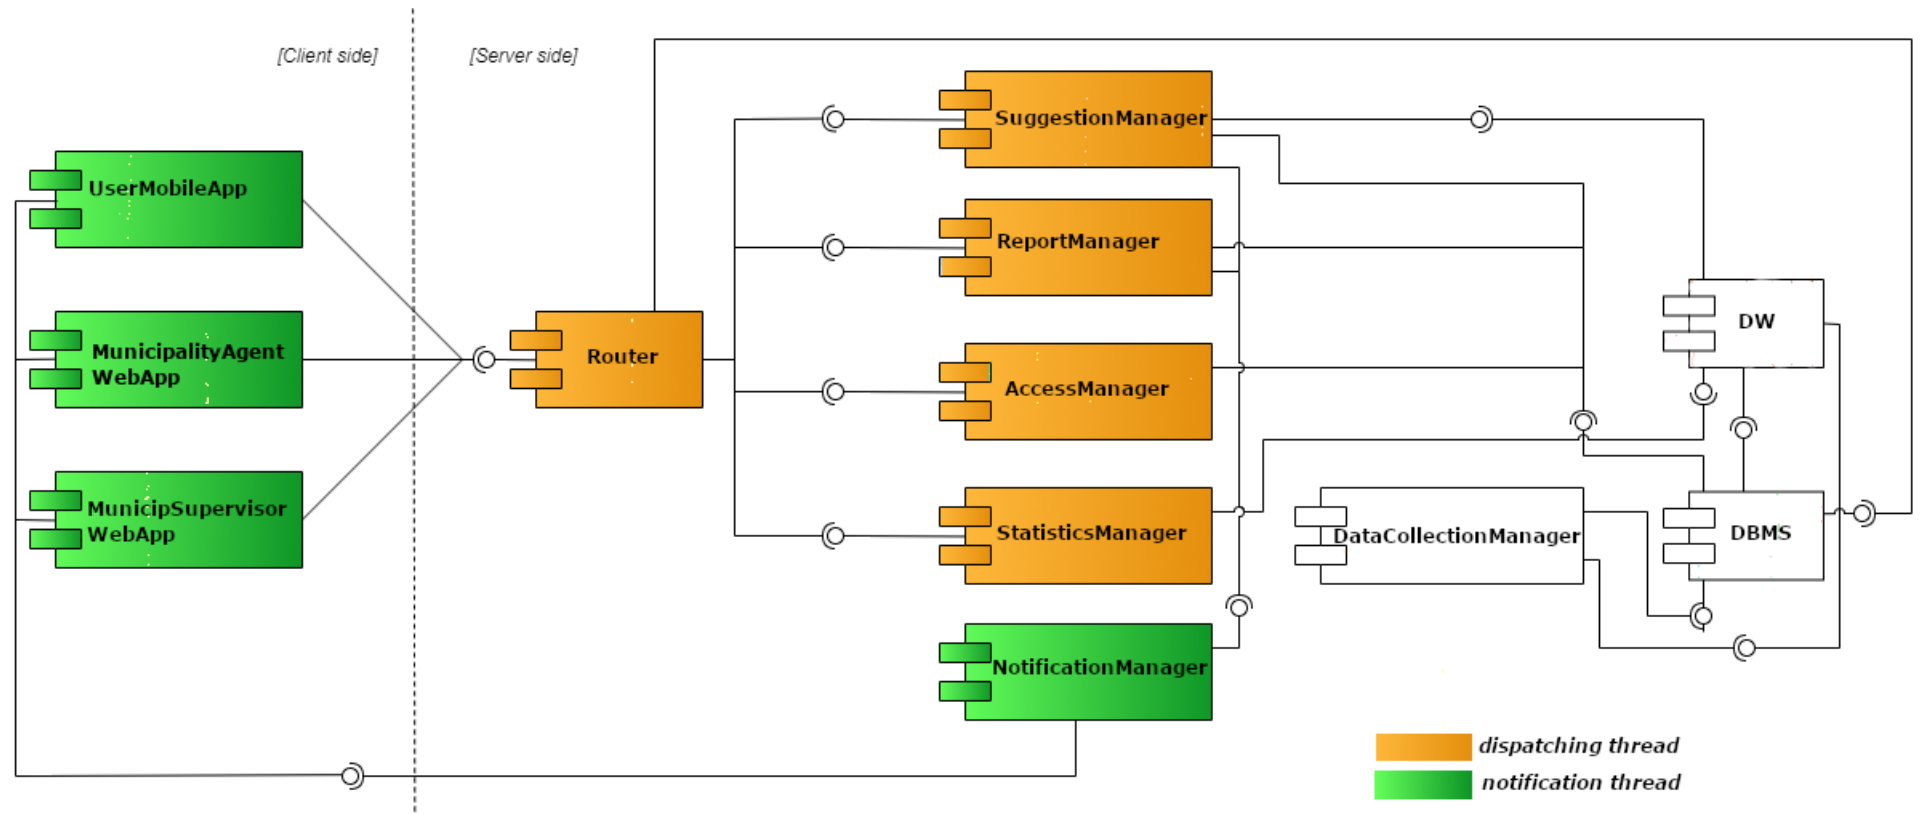 [Client side]
[Server side]
SuggestionManager
UserMobileApp
ReportManager
MunicipalityAgent
WebApp
Router
DW
AccessManager
MunicipSupervisor
WebApp
StatisticsManager
DataCollectionManager
DBMS
NotificationManager
dispatching thread
notification thread